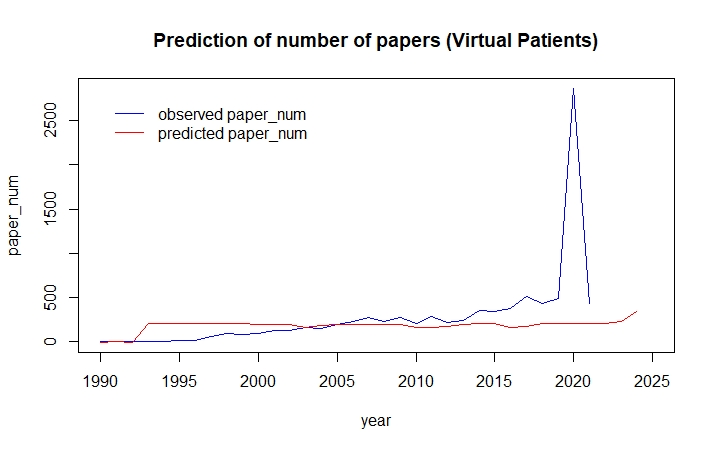 Prediction of number of papers (Virtual Patients)
observed paper_num
predicted paper_num
paper_num
2500
1500
500
0
1990 1995 2000 2005 2010 2015 2020 2025
year